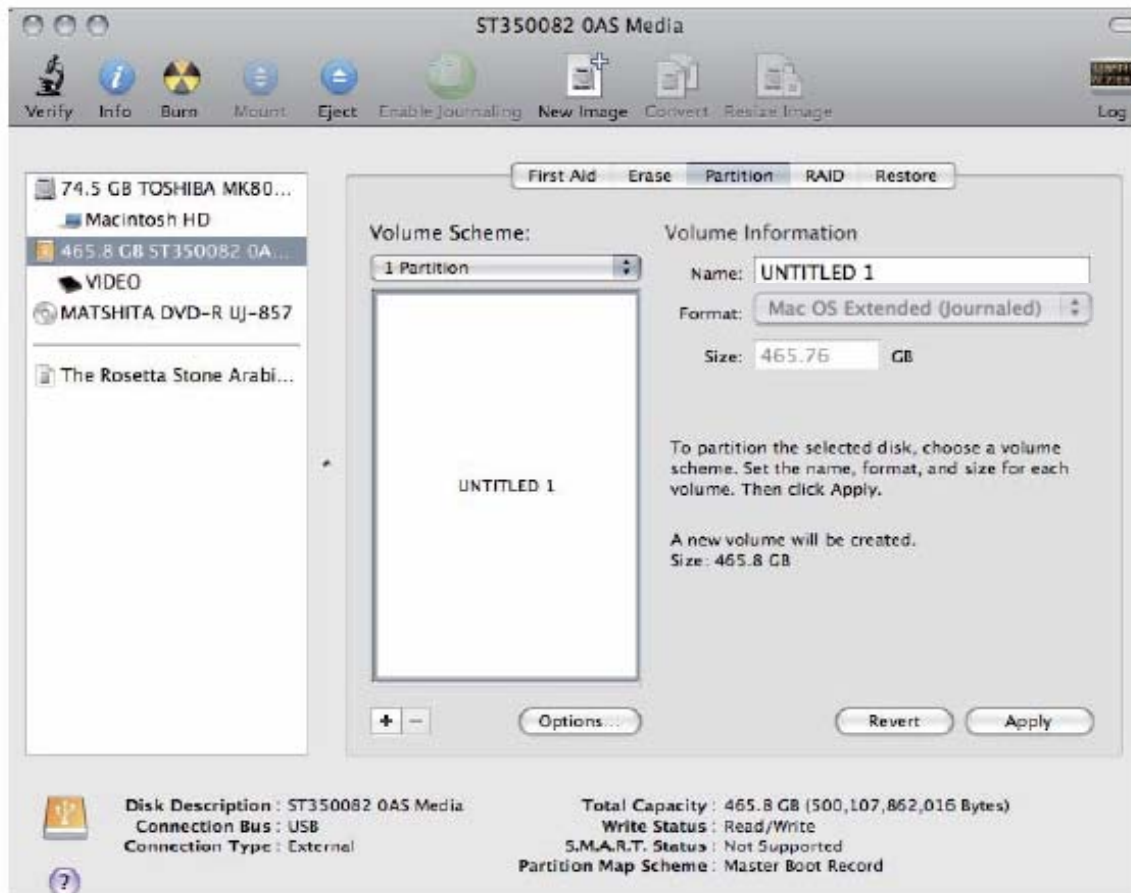 ST350082 0AS Media
Verify Info Burn Mount Eject Enable Journaling New Image Convert Resize Image Log
First Aid Erase Partition RAID Restore
74.5 GB TOSHIBA MK80...
Macintosh HD
465.8 GB ST350082 0A...
VIDEO
MATSHITA DVD-R UJ-857
The Rosetta Stone Arabi...
Volume Scheme:
1 Partition
UNTITLED 1
+ −
Options...
Volume Information
Name: UNTITLED 1
Format: Mac OS Extended (Journaled)
Size: 465.76 GB
To partition the selected disk, choose a volume
scheme. Set the name, format, and size for each
volume. Then click Apply.
A new volume will be created.
Size: 465.8 GB
Revert Apply
Disk Description : ST350082 0AS Media
Connection Bus : USB
Connection Type : External
Total Capacity : 465.8 GB (500,107,862,016 Bytes)
Write Status : Read/Write
S.M.A.R.T. Status : Not Supported
Partition Map Scheme : Master Boot Record
?